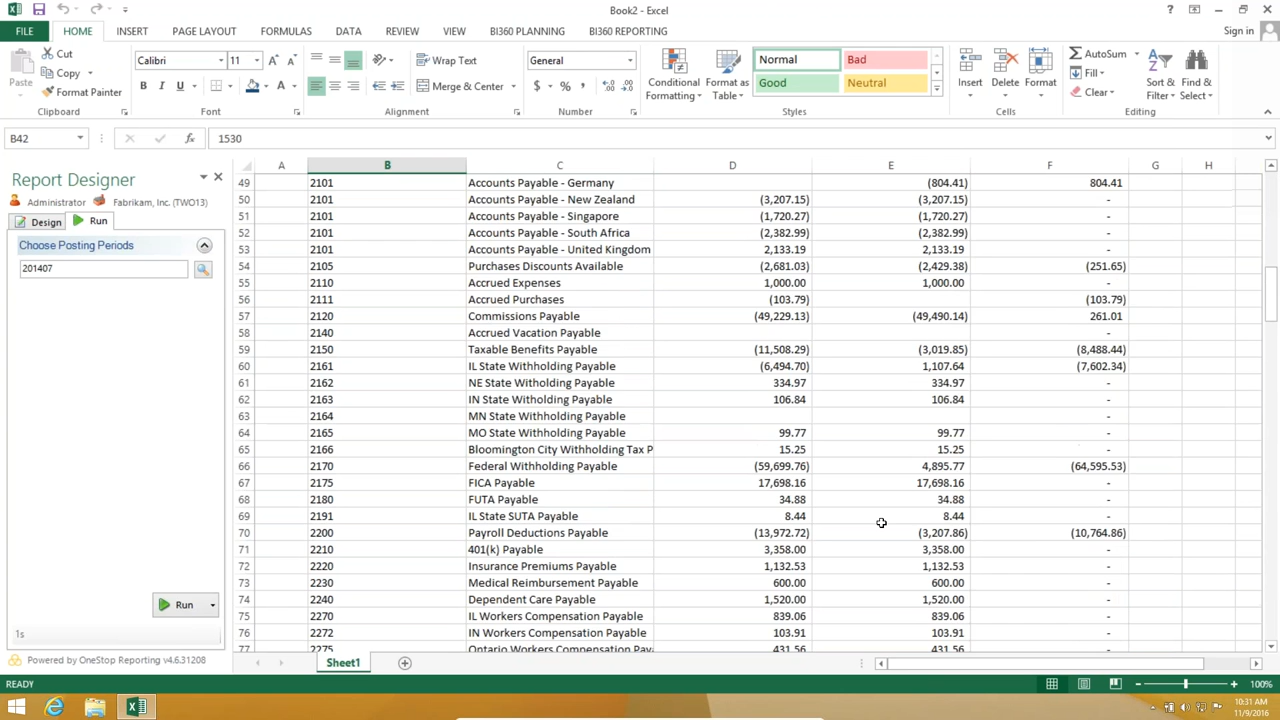 Book2 - Excel
Sign in
FILE HOME INSERT PAGE LAYOUT FORMULAS DATA REVIEW VIEW BI360 PLANNING BI360 REPORTING
Paste
Cut
Copy
Format Painter
Clipboard
Calibri 11
B I U
Font
Wrap Text
Merge & Center
Alignment
General
$ % ,
Number
Conditional Formatting
Format as Table
Normal Bad
Good Neutral
Styles
Insert Delete Format
Cells
AutoSum
Fill
Clear
Sort & Filter
Find & Select
Editing
B42 fx 1530
Report Designer
Administrator Fabrikam, Inc. (TWO13)
Design Run
Choose Posting Periods
201407
Run
1s
Powered by OneStop Reporting v4.6.31208
A B C D E F G H
49 2101 Accounts Payable - Germany (804.41) 804.41
50 2101 Accounts Payable - New Zealand (3,207.15) (3,207.15) -
51 2101 Accounts Payable - Singapore (1,720.27) (1,720.27) -
52 2101 Accounts Payable - South Africa (2,382.99) (2,382.99) -
53 2101 Accounts Payable - United Kingdom 2,133.19 2,133.19 -
54 2105 Purchases Discounts Available (2,681.03) (2,429.38) (251.65)
55 2110 Accrued Expenses 1,000.00 1,000.00 -
56 2111 Accrued Purchases (103.79) (103.79)
57 2120 Commissions Payable (49,229.13) (49,490.14) 261.01
58 2140 Accrued Vacation Payable -
59 2150 Taxable Benefits Payable (11,508.29) (3,019.85) (8,488.44)
60 2161 IL State Withholding Payable (6,494.70) 1,107.64 (7,602.34)
61 2162 NE State Witholding Payable 334.97 334.97 -
62 2163 IN State Withholding Payable 106.84 106.84 -
63 2164 MN State Withholding Payable -
64 2165 MO State Withholding Payable 99.77 99.77 -
65 2166 Bloomington City Withholding Tax P 15.25 15.25 -
66 2170 Federal Withholding Payable (59,699.76) 4,895.77 (64,595.53)
67 2175 FICA Payable 17,698.16 17,698.16 -
68 2180 FUTA Payable 34.88 34.88 -
69 2191 IL State SUTA Payable 8.44 8.44 -
70 2200 Payroll Deductions Payable (13,972.72) (3,207.86) (10,764.86)
71 2210 401(k) Payable 3,358.00 3,358.00 -
72 2220 Insurance Premiums Payable 1,132.53 1,132.53 -
73 2230 Medical Reimbursement Payable 600.00 600.00 -
74 2240 Dependent Care Payable 1,520.00 1,520.00 -
75 2270 IL Workers Compensation Payable 839.06 839.06 -
76 2272 IN Workers Compensation Payable 103.91 103.91 -
77 2275 Ontario Workers Compensation Pay 431.56 431.56 -
Sheet1
READY
100%
10:31 AM
11/9/2016